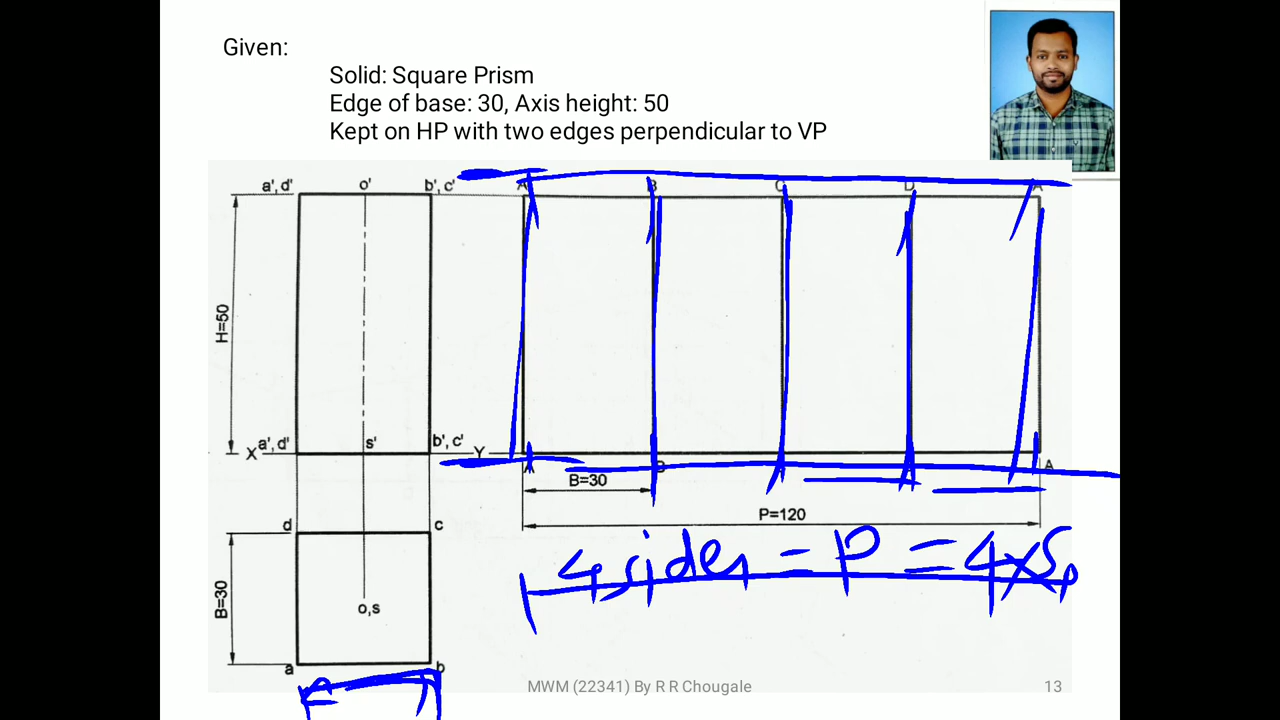 Given:
Solid: Square Prism
Edge of base: 30, Axis height: 50
Kept on HP with two edges perpendicular to VP
a', d' o' b', c' A B C D A
H=50
X a', d' s' b', c' Y A B A
B=30
P=120
d c
4 sides = P = 4x
B=30
o,s
a b
MWM (22341) By R R Chougale 13